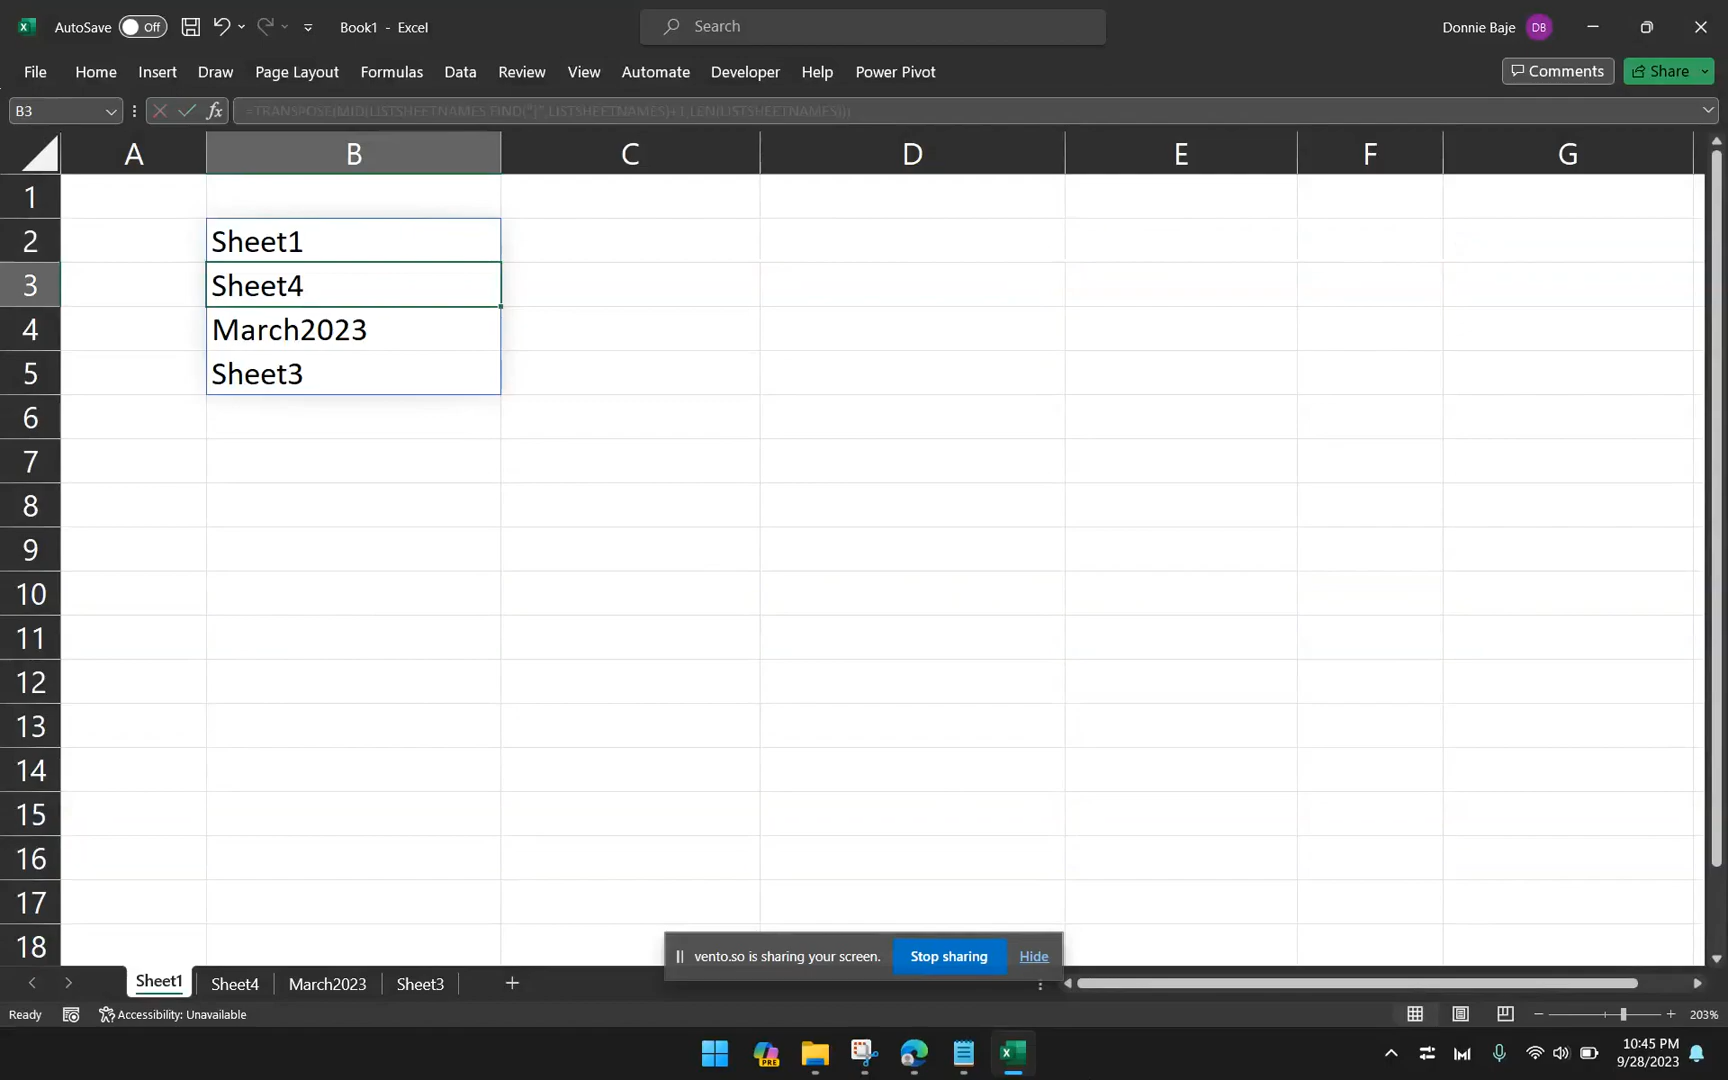 AutoSave Off Book1 - Excel Search Donnie Baje DB
File Home Insert Draw Page Layout Formulas Data Review View Automate Developer Help Power Pivot Comments Share
B3 fx =TRANSPOSE(MID(LISTSHEETNAMES,FIND("]",LISTSHEETNAMES)+1,LEN(LISTSHEETNAMES)))
A B C D E F G
1
2 Sheet1
3 Sheet4
4 March2023
5 Sheet3
6
7
8
9
10
11
12
13
14
15
16
17
18
vento.so is sharing your screen. Stop sharing Hide
Sheet1 Sheet4 March2023 Sheet3
Ready Accessibility: Unavailable 203%
PRE 10:45 PM
9/28/2023